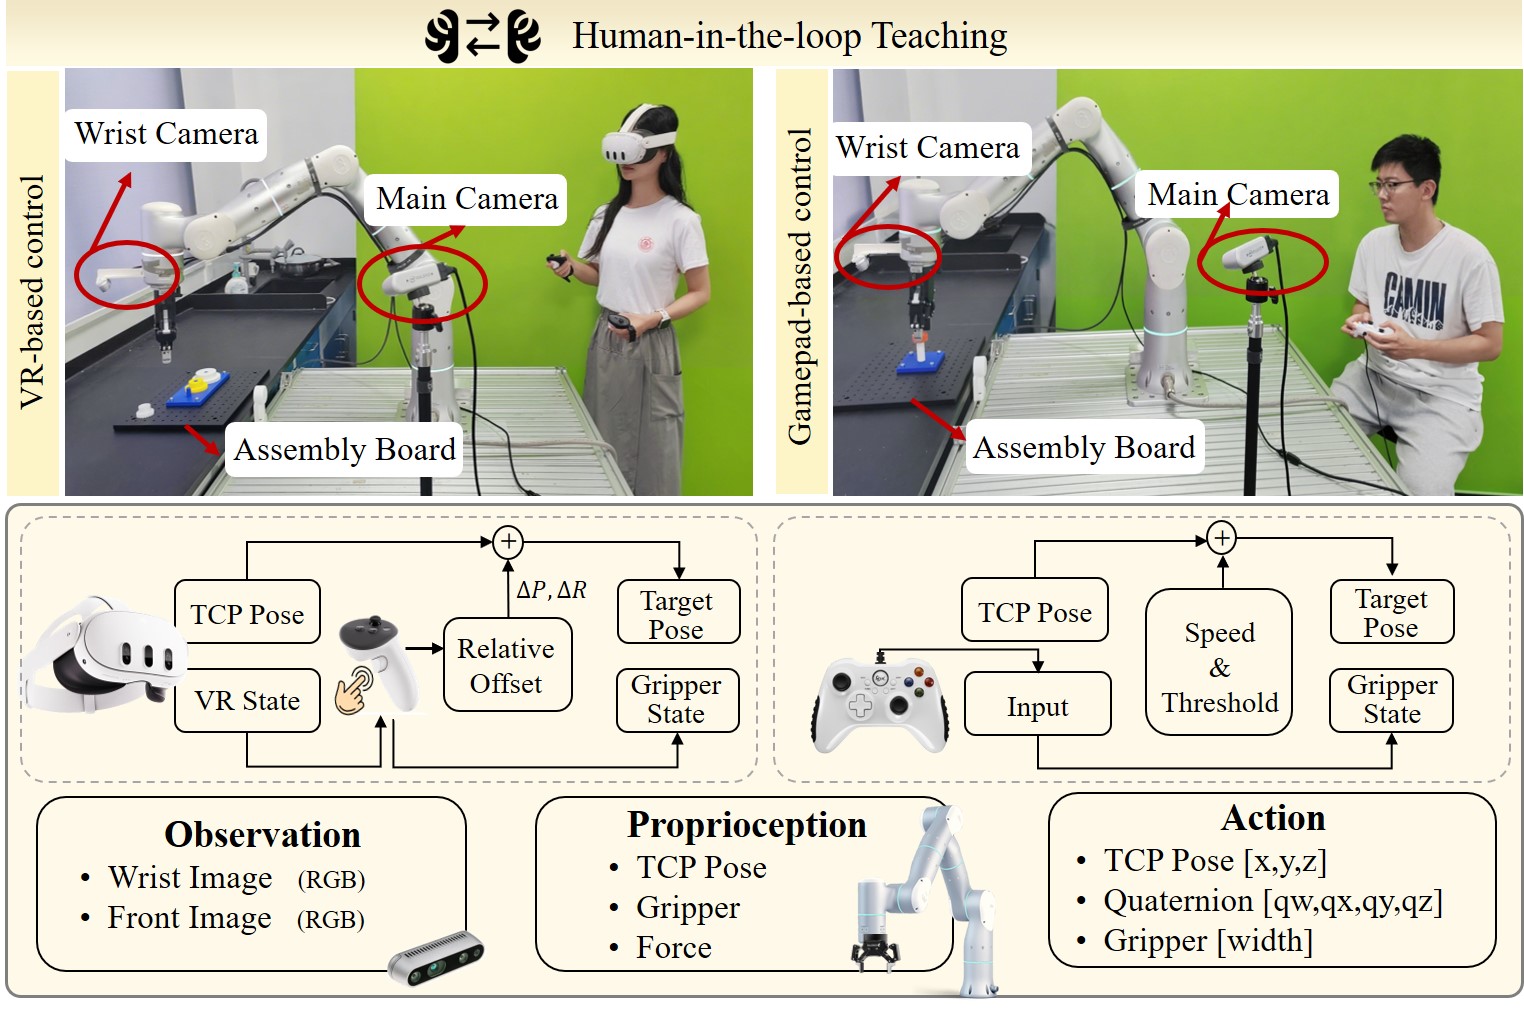 Human-in-the-loop Teaching
VR-based control
Wrist Camera
Main Camera
Assembly Board
Gamepad-based control
Wrist Camera
Main Camera
Assembly Board
CAMIN
TCP Pose
VR State
ΔP, ΔR
Relative
Offset
Target
Pose
Gripper
State
TCP Pose
Input
Speed
&
Threshold
Target
Pose
Gripper
State
Observation
• Wrist Image (RGB)
• Front Image (RGB)
Proprioception
• TCP Pose
• Gripper
• Force
Action
• TCP Pose [x,y,z]
• Quaternion [qw,qx,qy,qz]
• Gripper [width]